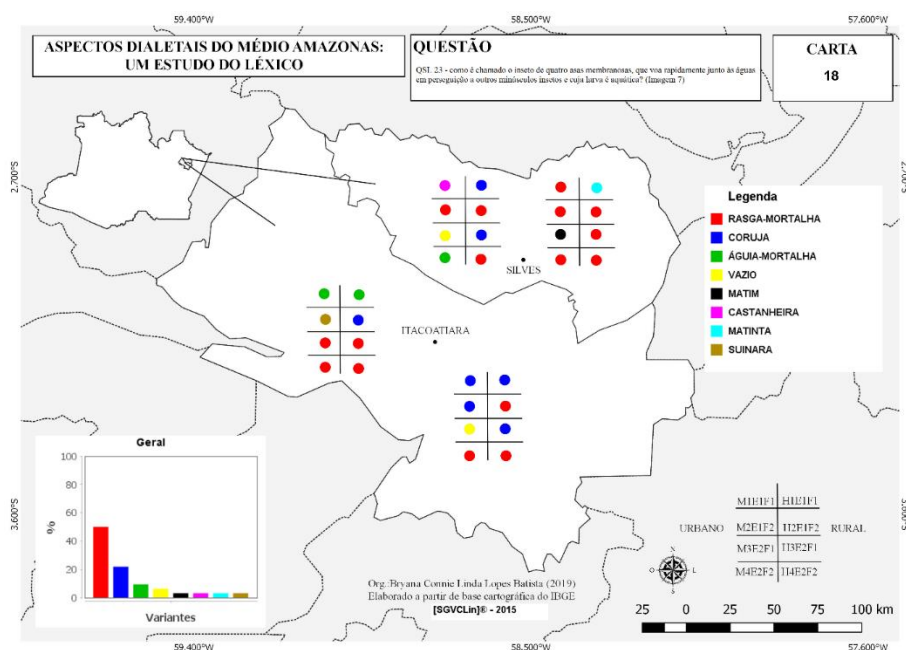 59.400°W
58.500°W
57.600°W
ASPECTOS DIALETAIS DO MÉDIO AMAZONAS:
UM ESTUDO DO LÉXICO
QUESTÃO
QSL 23 - como é chamado o inseto de quatro asas membranosas, que voa rapidamente junto às águas
em perseguição a outros minúsculos insetos e cuja larva é aquática? (Imagem 7)
CARTA
18
2.700°S
2.700°S
Legenda
RASGA-MORTALHA
CORUJA
ÁGUIA-MORTALHA
VAZIO
MATIM
CASTANHEIRA
MATINTA
SUINARA
SILVES
ITACOATIARA
Geral
100
80
60
40
20
0
%
Variantes
3.600°S
3.600°S
M1E1F1 H1E1F1
URBANO M2E1F2 H2E1F2 RURAL
M3E2F1 H3E2F1
M4E2F2 H4E2F2
N
O L
S
Org.:Bryana Connie Linda Lopes Batista (2019)
Elaborado a partir de base cartográfica do IBGE
[SGVCLin]® - 2015
25 0 25 50 75 100 km
59.400°W
58.500°W
57.600°W